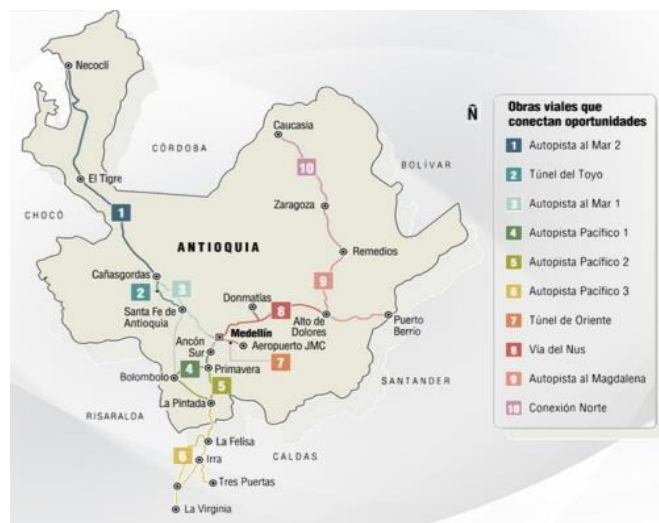 Necoclí
Caucasia
CÓRDOBA
BOLÍVAR
El Tigre
10
Zaragoza
CHOCÓ
1
ANTIOQUIA
Remedios
Cañasgordas
2
3
9
Donmatías
8
Santa Fe de
Antioquia
Alto de
Dolores
Puerto
Berrio
Medellín
Ancón
Sur
Aeropuerto JMC
4
Primavera
7
Bolombolo
5
SANTANDER
La Pintada
RISARALDA
La Felisa
CALDAS
6
Irra
Tres Puertas
La Virginia
Ñ
Obras viales que
conectan oportunidades
1 Autopista al Mar 2
2 Túnel del Toyo
3 Autopista al Mar 1
4 Autopista Pacífico 1
5 Autopista Pacífico 2
6 Autopista Pacífico 3
7 Túnel de Oriente
8 Vía del Nus
9 Autopista al Magdalena
10 Conexión Norte